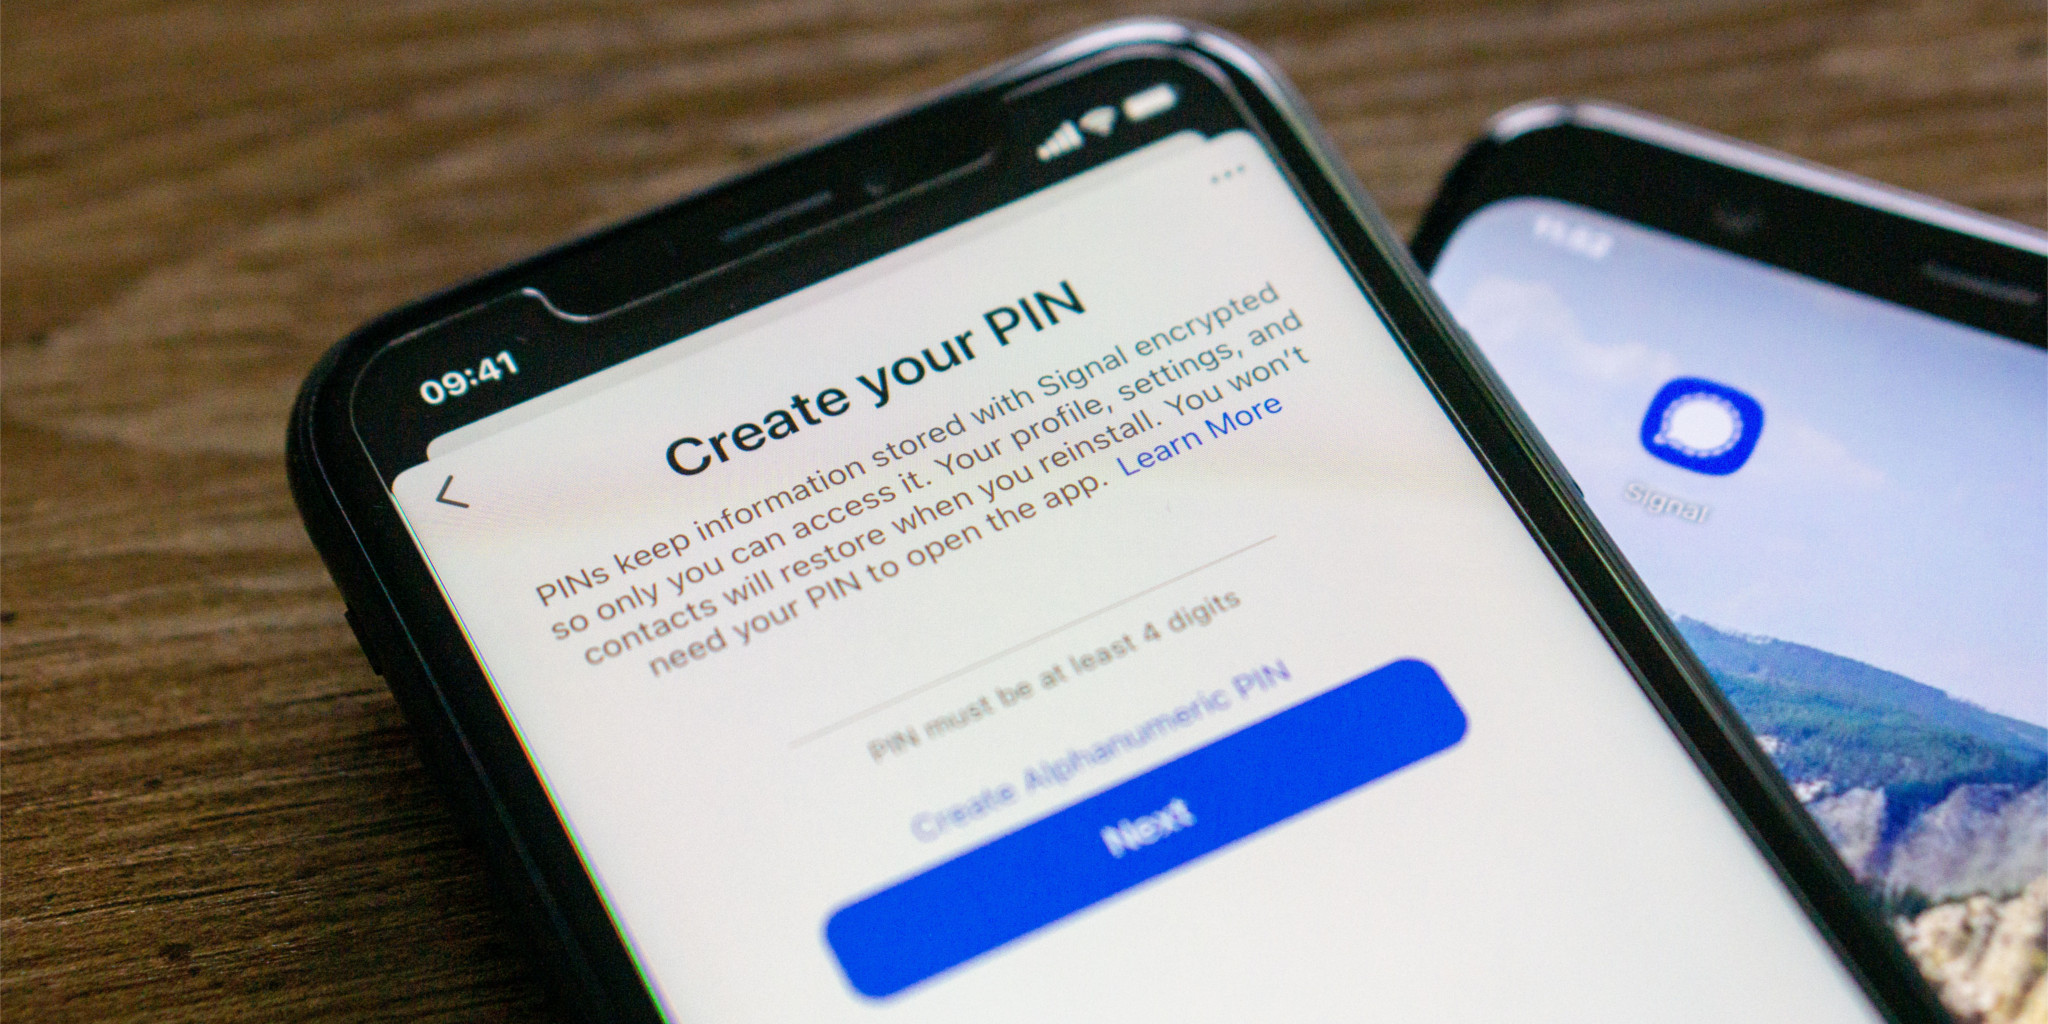 09:41
Create your PIN
PINs keep information stored with Signal encrypted
so only you can access it. Your profile, settings, and
contacts will restore when you reinstall. You won't
need your PIN to open the app. Learn More
PIN must be at least 4 digits
Create Alphanumeric PIN
Next
Signal